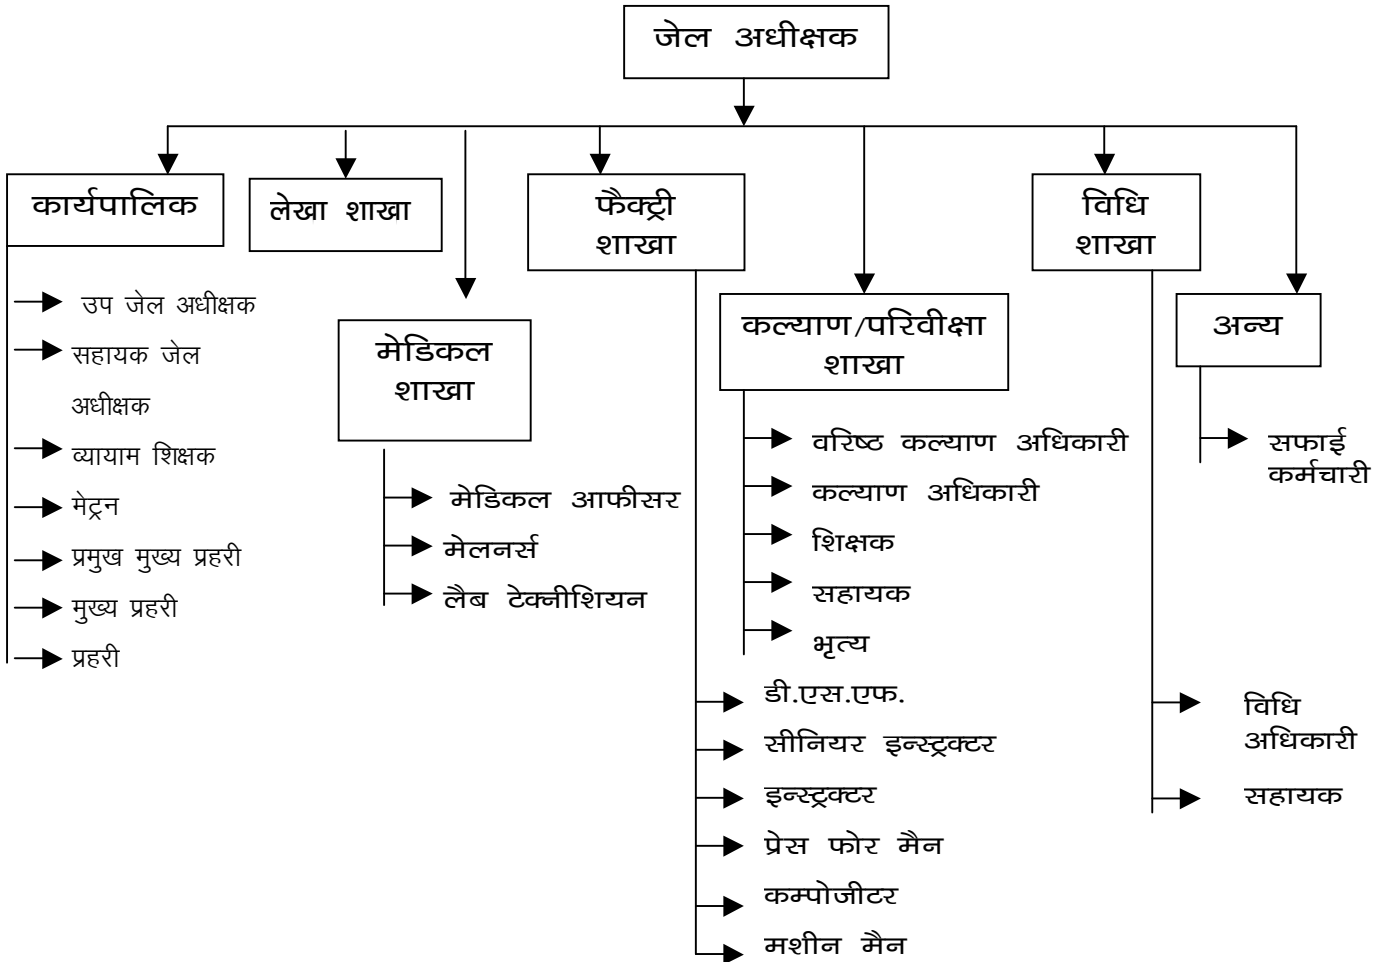 जेल अधीक्षक
कार्यपालिक
लेखा शाखा
फैक्ट्री
शाखा
विधि
शाखा
उप जेल अधीक्षक
सहायक जेल
अधीक्षक
व्यायाम शिक्षक
मेट्रन
प्रमुख मुख्य प्रहरी
मुख्य प्रहरी
प्रहरी
मेडिकल
शाखा
मेडिकल आफीसर
मेलनर्स
लैब टेक्नीशियन
कल्याण/परिवीक्षा
शाखा
वरिष्ठ कल्याण अधिकारी
कल्याण अधिकारी
शिक्षक
सहायक
भृत्य
अन्य
सफाई
कर्मचारी
डी.एस.एफ.
सीनियर इन्स्ट्रक्टर
इन्स्ट्रक्टर
प्रेस फोर मैन
कम्पोजीटर
मशीन मैन
विधि
अधिकारी
सहायक